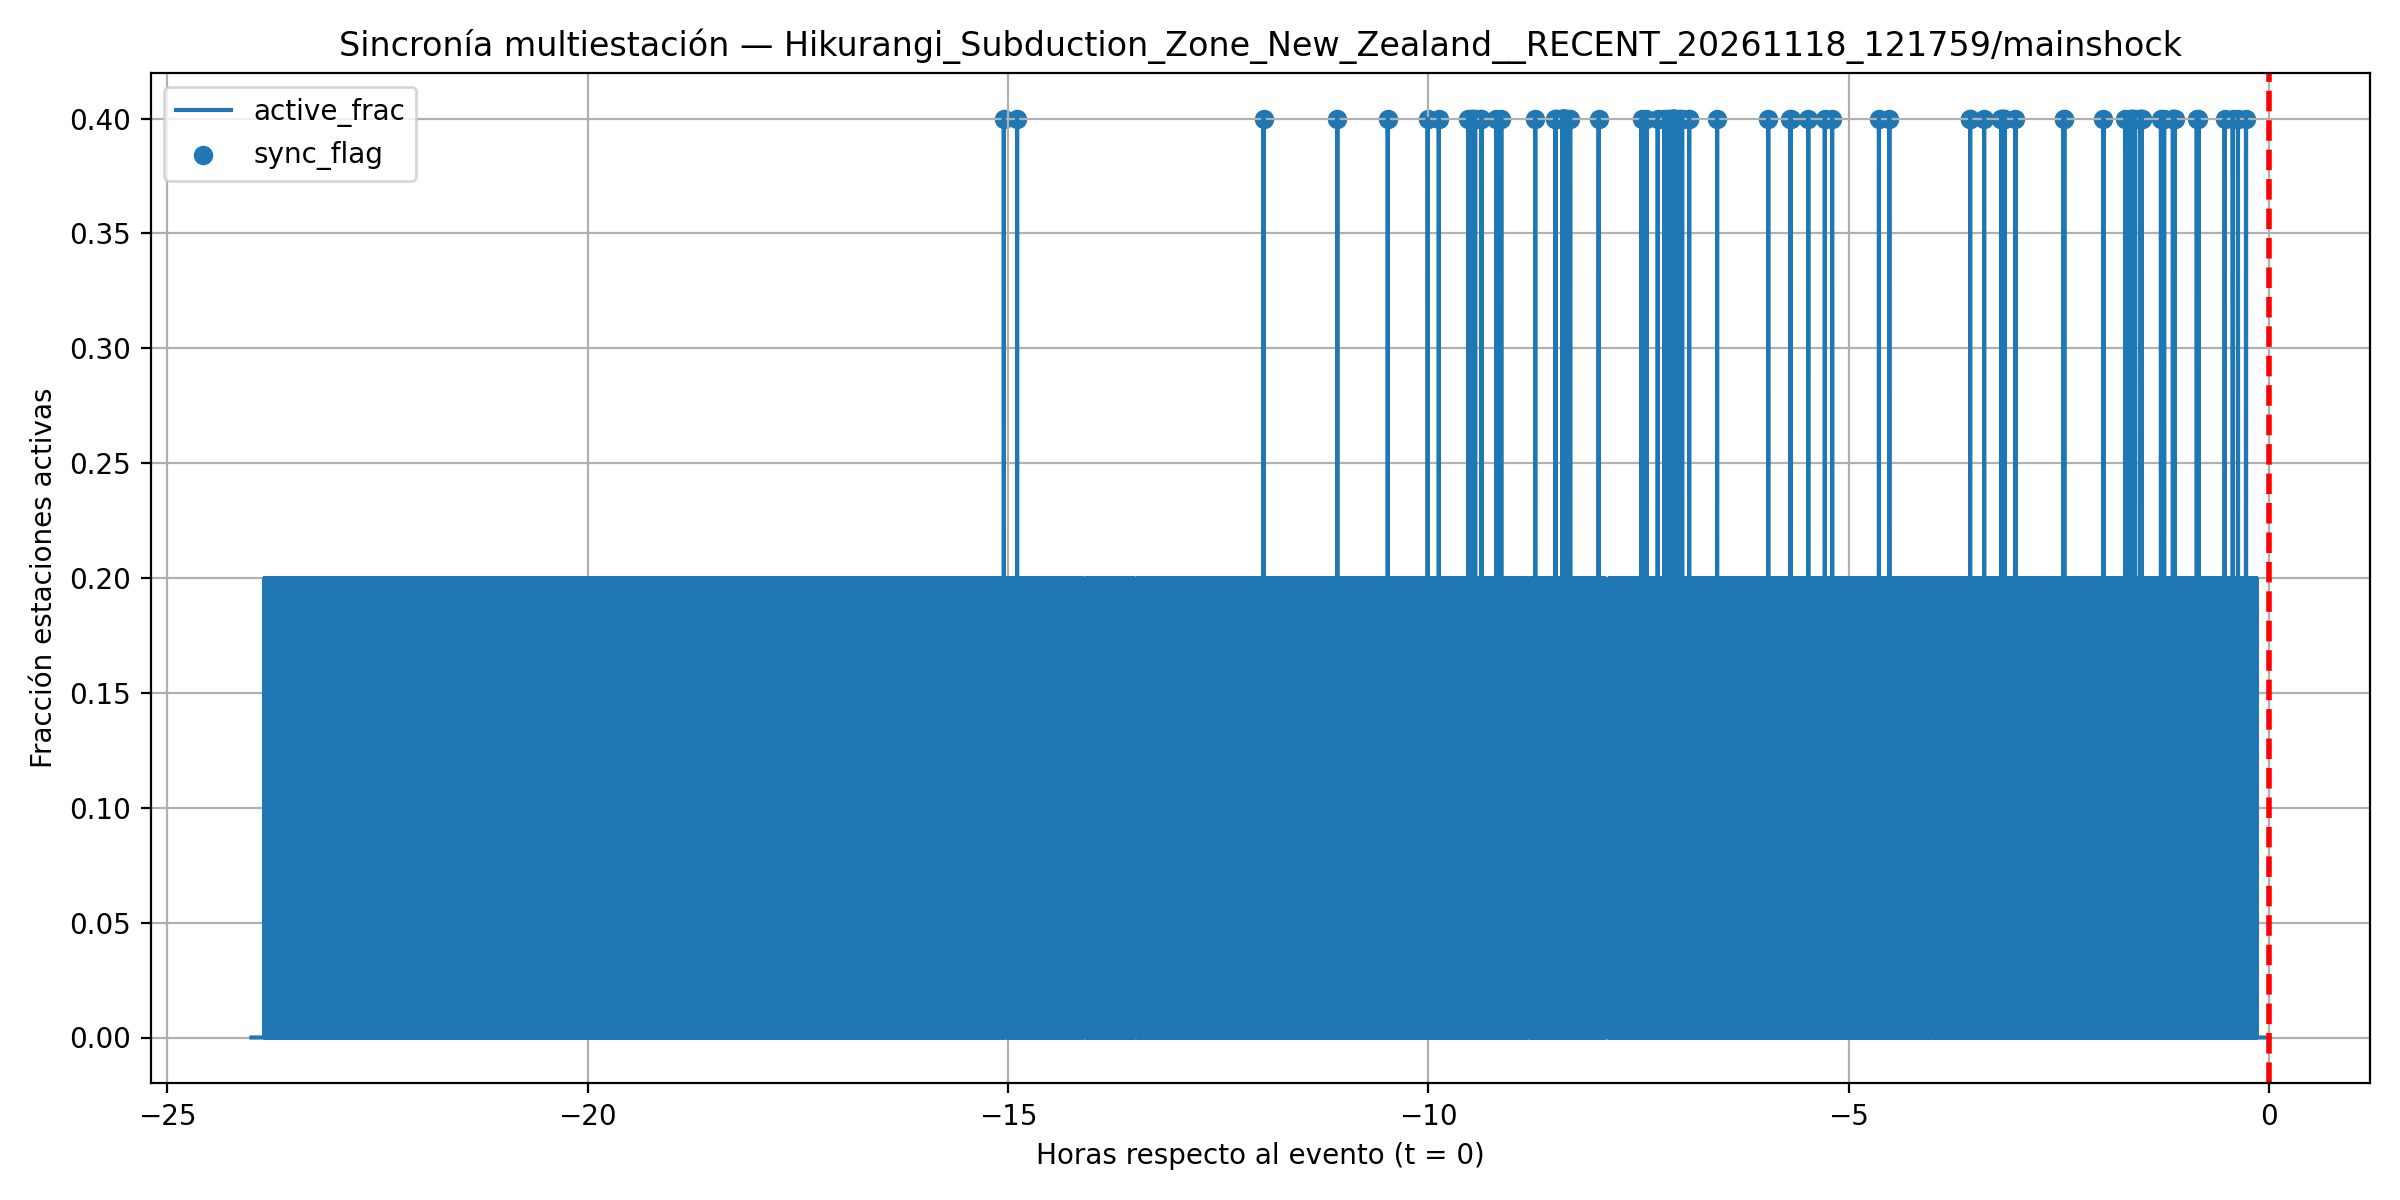 Sincronía multiestación — Hikurangi_Subduction_Zone_New_Zealand__RECENT_20261118_121759/mainshock
active_frac
sync_flag
Fracción estaciones activas
0.40
0.35
0.30
0.25
0.20
0.15
0.10
0.05
0.00
−25 −20 −15 −10 −5 0
Horas respecto al evento (t = 0)